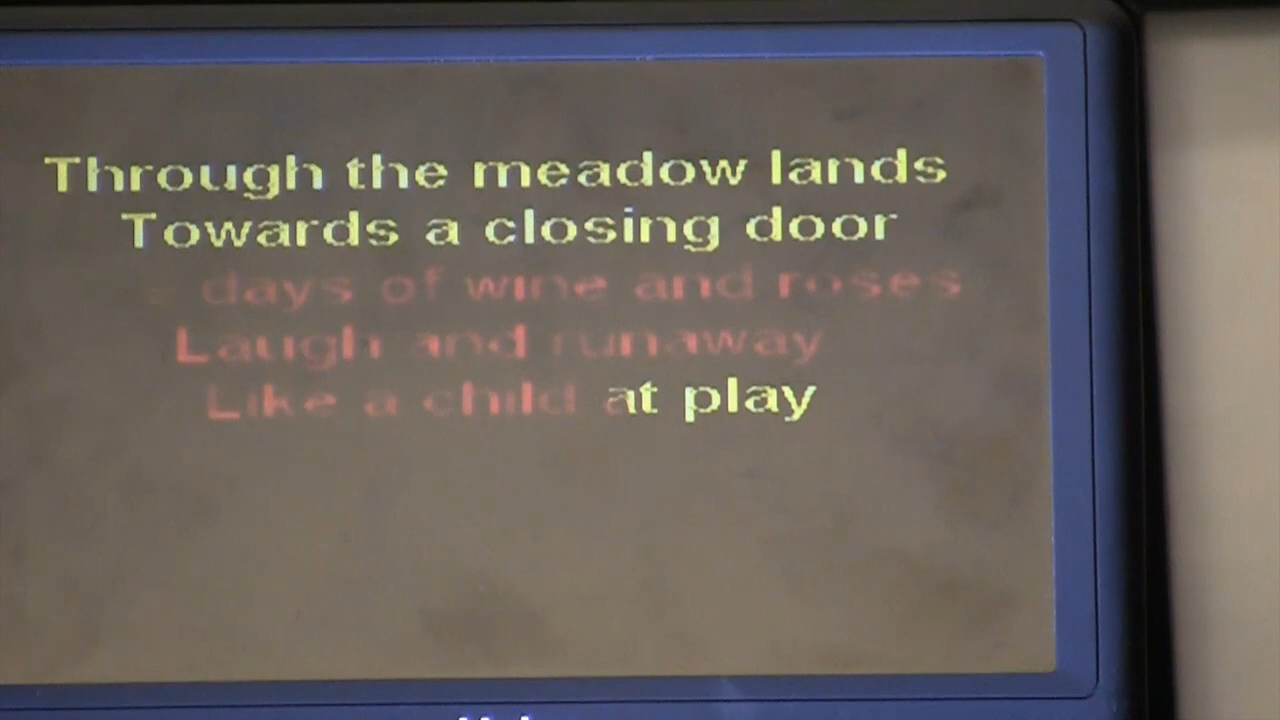 Through the meadow lands
Towards a closing door
days of wine and roses
Laugh and runaway
Like a child at play